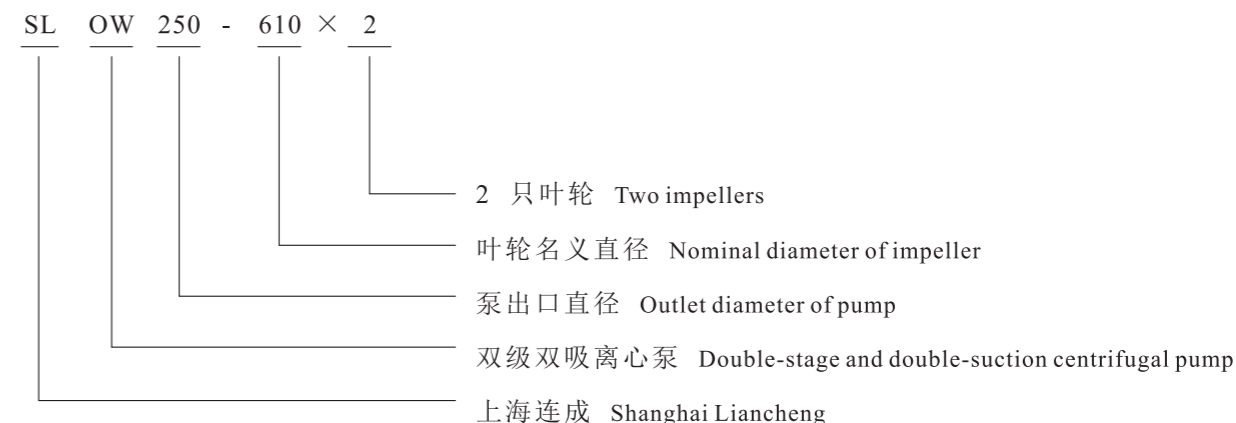 SL OW 250 - 610 × 2
2 只叶轮 Two impellers
叶轮名义直径 Nominal diameter of impeller
泵出口直径 Outlet diameter of pump
双级双吸离心泵 Double-stage and double-suction centrifugal pump
上海连成 Shanghai Liancheng